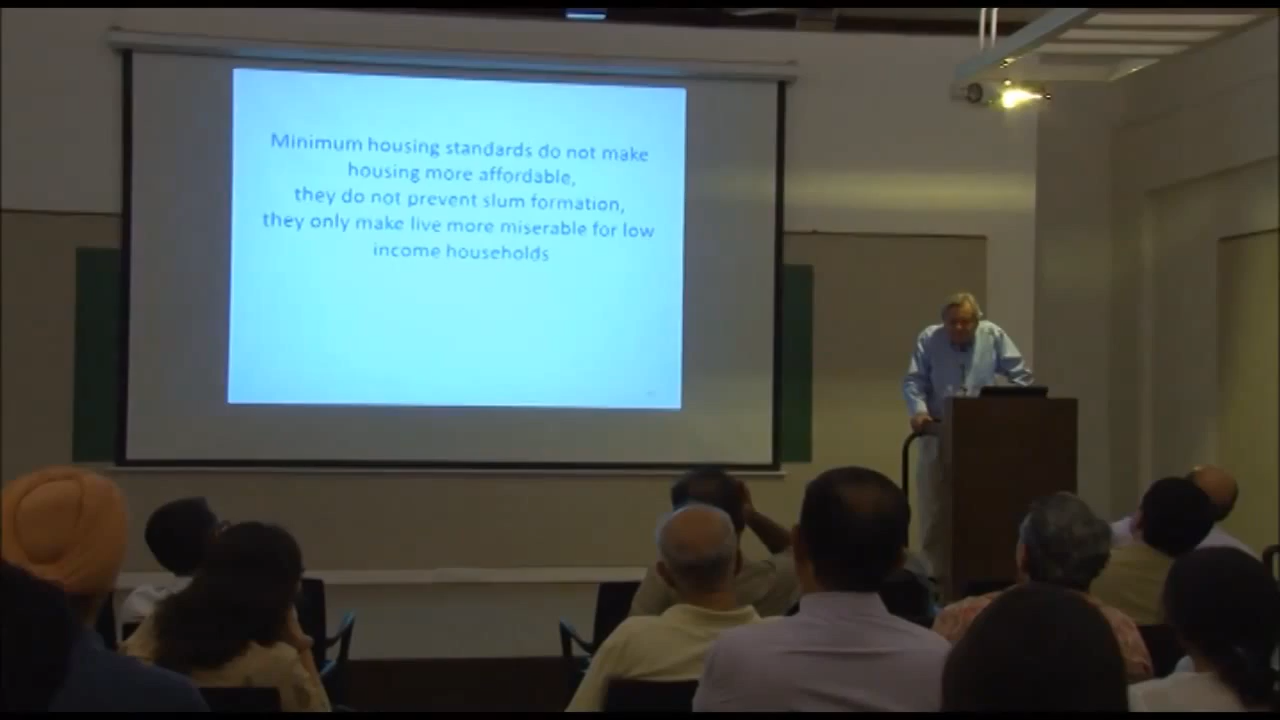 Minimum housing standards do not make
housing more affordable,
they do not prevent slum formation,
they only make live more miserable for low
income households